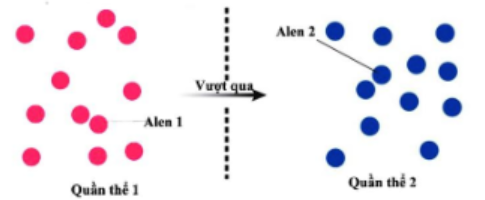 Alen 2
Vượt qua
Alen 1
Quần thể 1
Quần thể 2